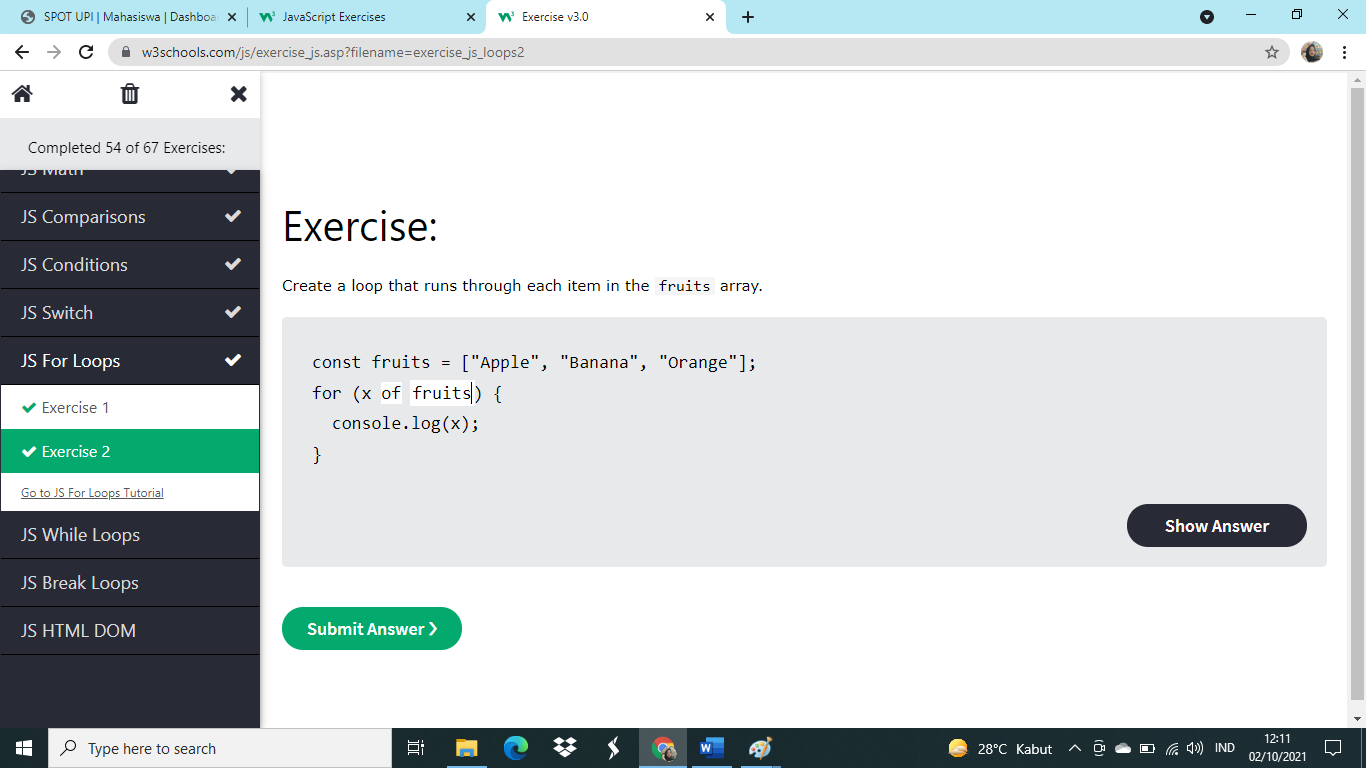 SPOT UPI | Mahasiswa | Dashboa
JavaScript Exercises
Exercise v3.0
w3schools.com/js/exercise_js.asp?filename=exercise_js_loops2
Completed 54 of 67 Exercises:
JS Math
JS Comparisons
JS Conditions
JS Switch
JS For Loops
Exercise 1
Exercise 2
Go to JS For Loops Tutorial
JS While Loops
JS Break Loops
JS HTML DOM
Exercise:
Create a loop that runs through each item in the fruits array.
const fruits = ["Apple", "Banana", "Orange"];
for (x of fruits) {
  console.log(x);
}
Show Answer
Submit Answer ❯
Type here to search
28°C Kabut
IND
12:11
02/10/2021